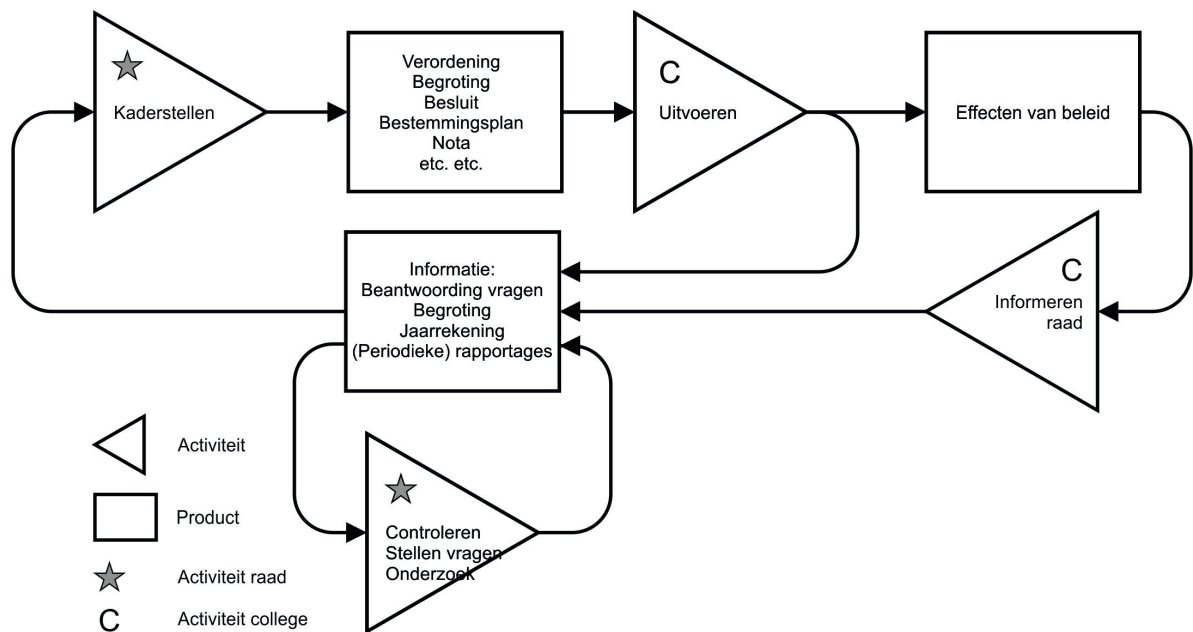 Kaderstellen
Verordening
Begroting
Besluit
Bestemmingsplan
Nota
etc. etc.
C
Uitvoeren
Effecten van beleid
Informatie:
Beantwoording vragen
Begroting
Jaarrekening
(Periodieke) rapportages
C
Informeren
raad
Controleren
Stellen vragen
Onderzoek
Activiteit
Product
Activiteit raad
C Activiteit college